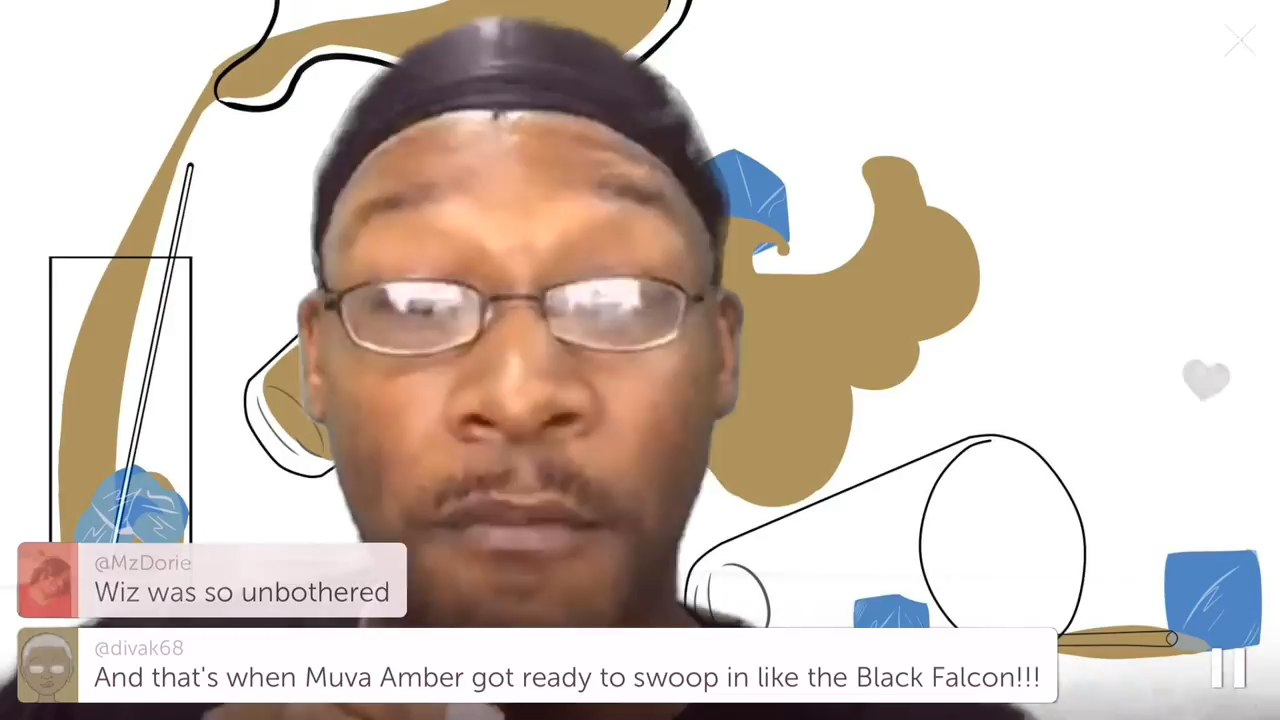 @MzDorie
Wiz was so unbothered
@divak68
And that's when Muva Amber got ready to swoop in like the Black Falcon!!!